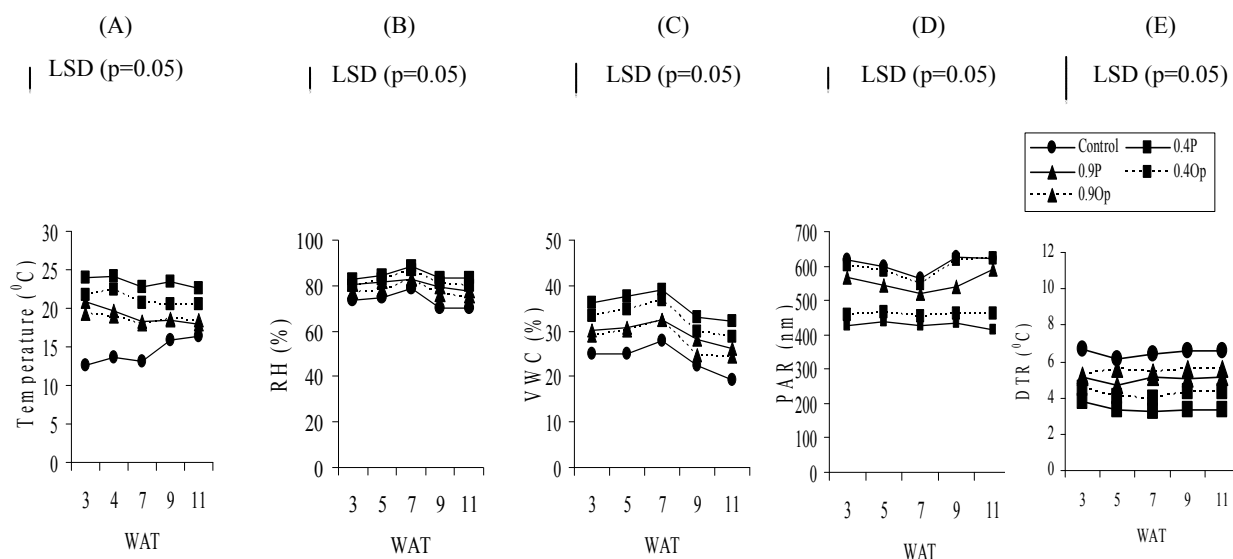 (A) (B) (C) (D) (E)
LSD (p=0.05) LSD (p=0.05) LSD (p=0.05) LSD (p=0.05) LSD (p=0.05)
Control 0.4P
0.9P 0.4Op
0.9Op
Temperature (⁰C)
30
25
20
15
10
5
0
3 4 7 9 11
WAT
RH (%)
100
80
60
40
20
0
3 5 7 9 11
WAT
VWC (%)
50
40
30
20
10
0
3 5 7 9 11
WAT
PAR (nm)
700
600
500
400
300
200
100
0
3 5 7 9 11
WAT
DTR (⁰C)
12
10
8
6
4
2
0
3 5 7 9 11
WAT